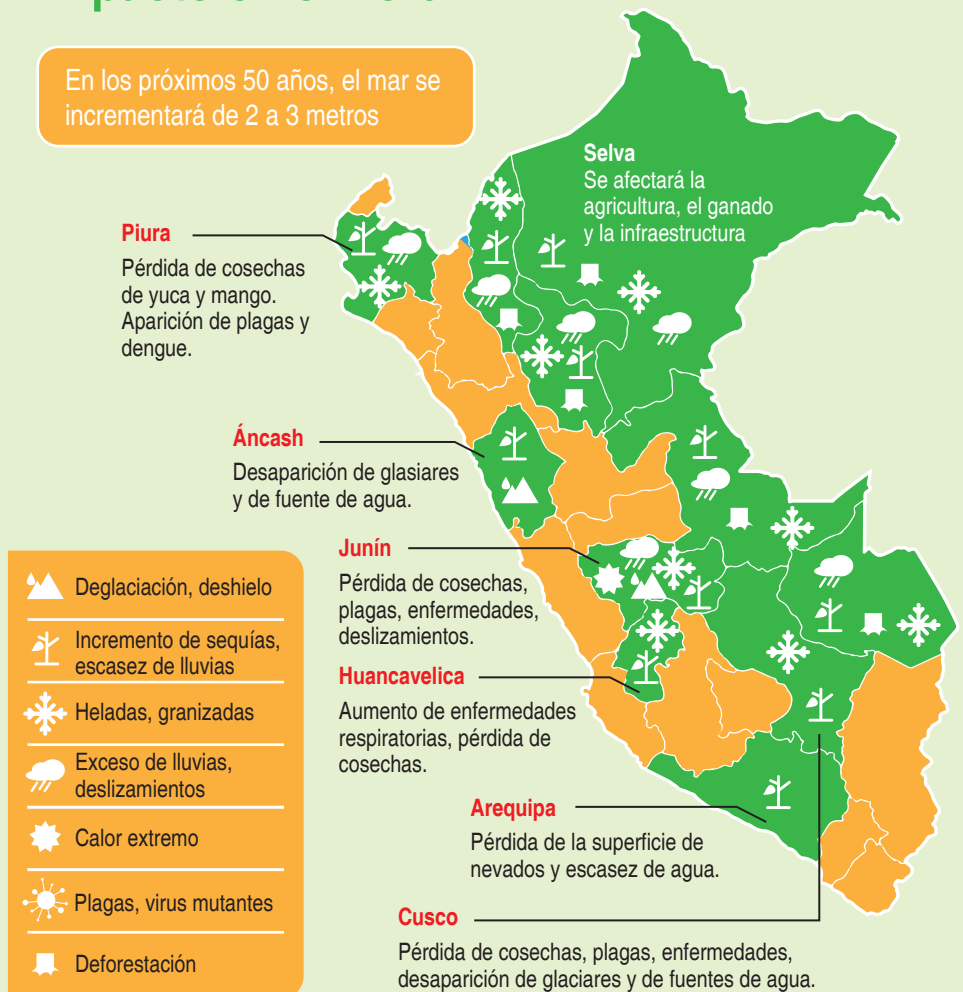 En los próximos 50 años, el mar se
incrementará de 2 a 3 metros
Selva
Se afectará la
agricultura, el ganado
y la infraestructura
Piura
Pérdida de cosechas
de yuca y mango.
Aparición de plagas y
dengue.
Áncash
Desaparición de glasiares
y de fuente de agua.
Junín
Pérdida de cosechas,
plagas, enfermedades,
deslizamientos.
Huancavelica
Aumento de enfermedades
respiratorias, pérdida de
cosechas.
Arequipa
Pérdida de la superficie de
nevados y escasez de agua.
Cusco
Pérdida de cosechas, plagas, enfermedades,
desaparición de glaciares y de fuentes de agua.
Deglaciación, deshielo
Incremento de sequías,
escasez de lluvias
Heladas, granizadas
Exceso de lluvias,
deslizamientos
Calor extremo
Plagas, virus mutantes
Deforestación